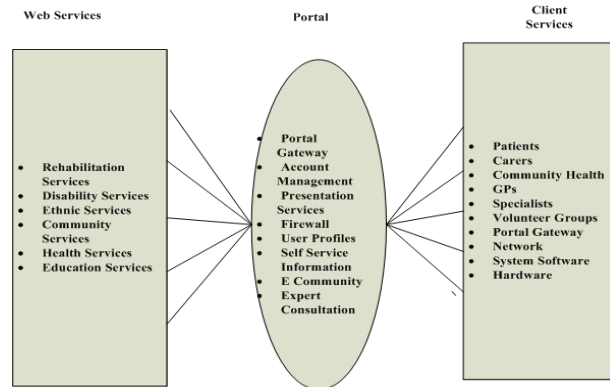 Web Services
Portal
Client
Services
• Rehabilitation
Services
• Disability Services
• Ethnic Services
• Community
Services
• Health Services
• Education Services
• Portal
Gateway
• Account
Management
• Presentation
Services
• Firewall
• User Profiles
• Self Service
Information
• E Community
• Expert
Consultation
• Patients
• Carers
• Community Health
• GPs
• Specialists
• Volunteer Groups
• Portal Gateway
• Network
• System Software
• Hardware